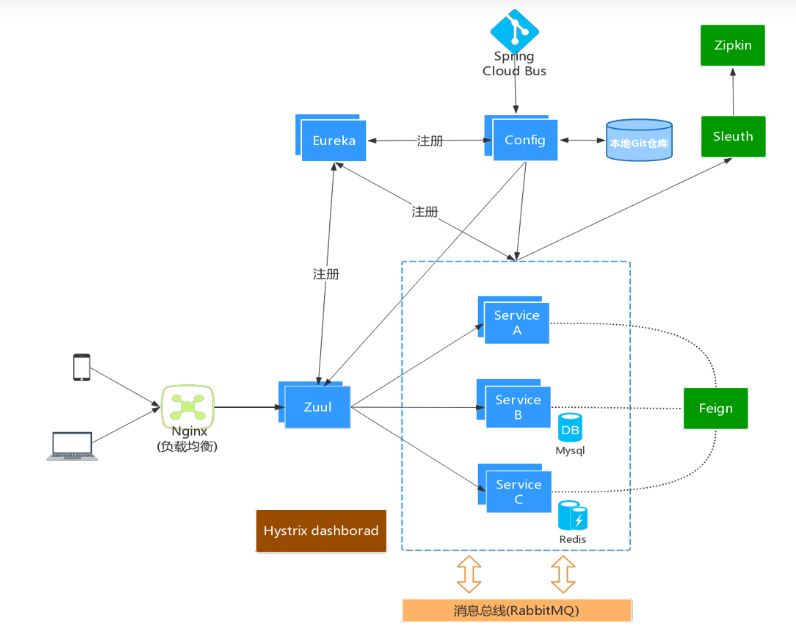 Spring
Cloud Bus
Zipkin
Eureka
注册
Config
本地Git仓库
Sleuth
注册
注册
Service
A
Zuul
Service
B
Feign
DB
Mysql
Nginx
(负载均衡)
Service
C
Hystrix dashborad
Redis
消息总线(RabbitMQ)